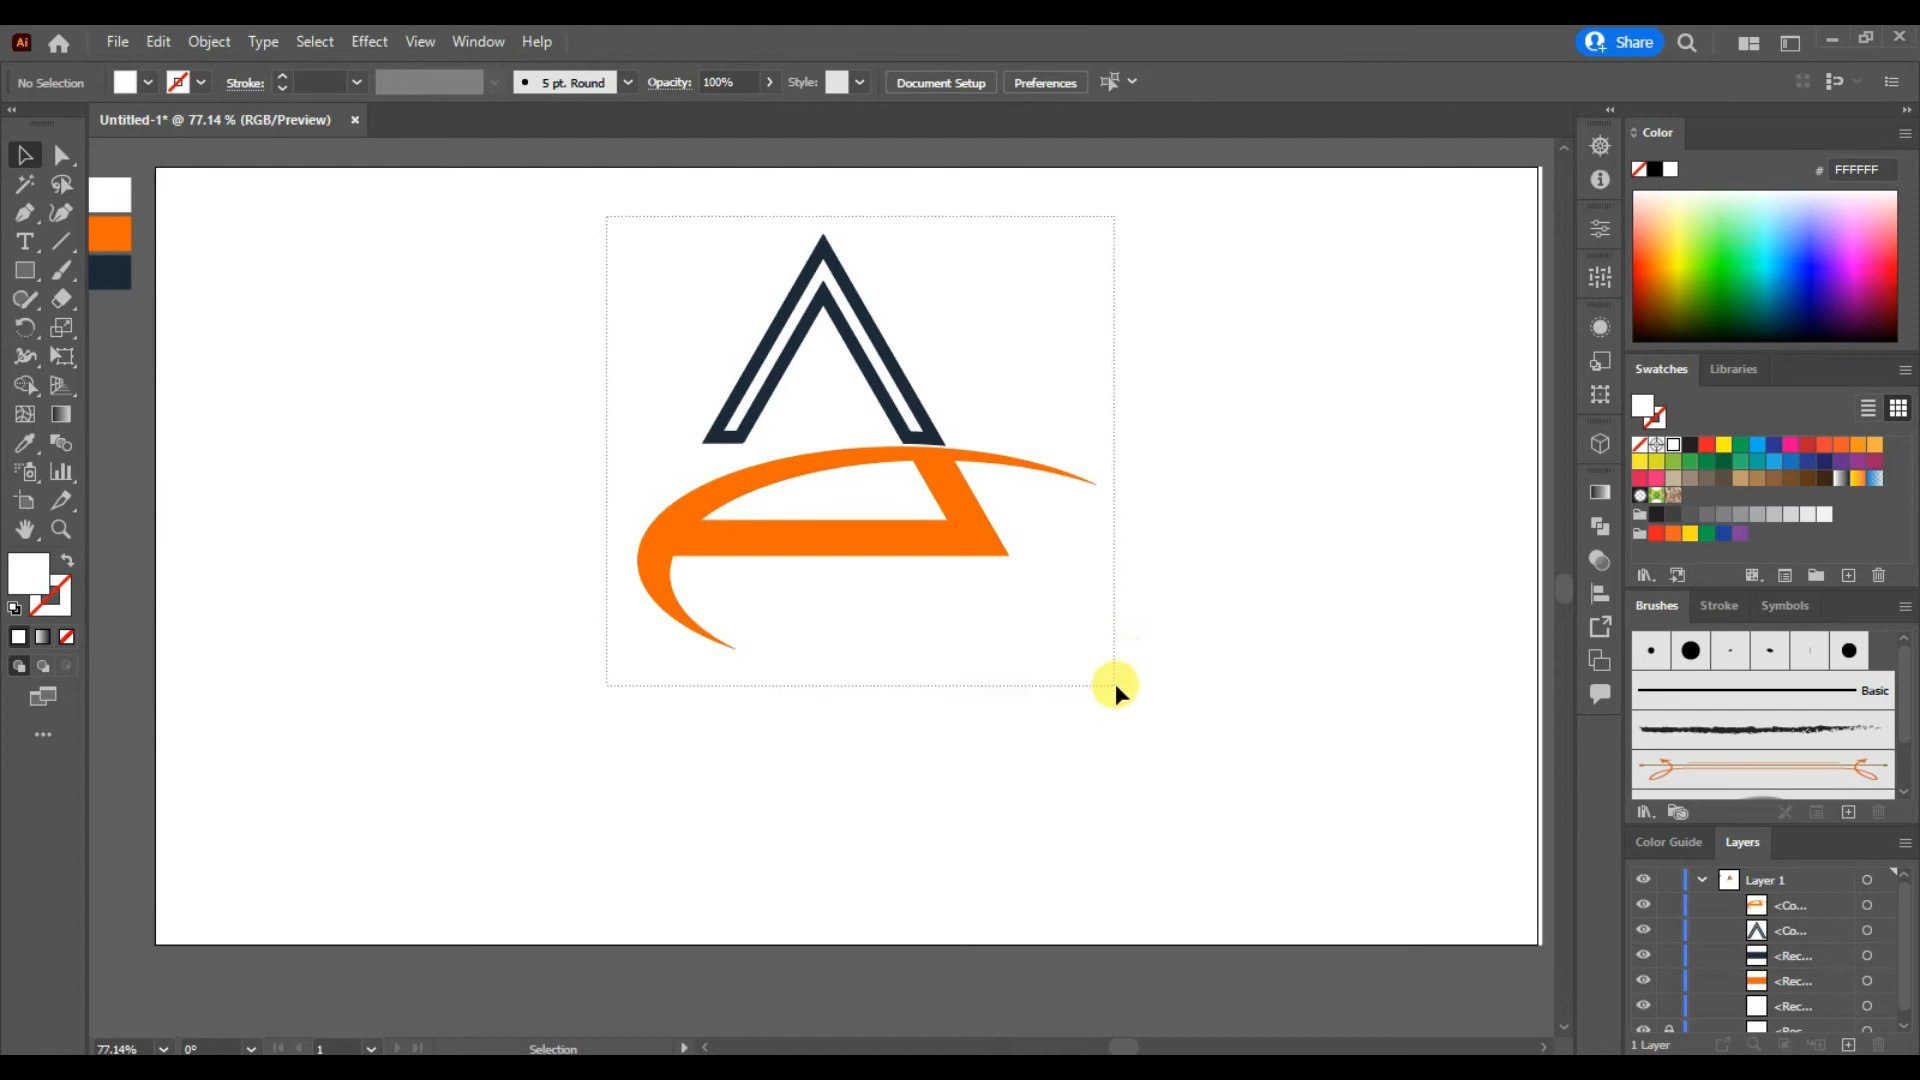 Ai File Edit Object Type Select Effect View Window Help Share
No Selection Stroke: 5 pt. Round Opacity: 100% Style: Document Setup Preferences
Untitled-1* @ 77.14 % (RGB/Preview)
Color
# FFFFFF
Swatches Libraries
Brushes Stroke Symbols
Basic
Color Guide Layers
Layer 1
<Co...
<Co...
<Rec...
<Rec...
<Rec...
1 Layer
77.14% 0° 1 Selection